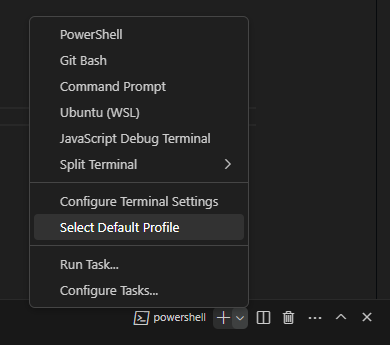 PowerShell
Git Bash
Command Prompt
Ubuntu (WSL)
JavaScript Debug Terminal
Split Terminal
Configure Terminal Settings
Select Default Profile
Run Task...
Configure Tasks...
powershell